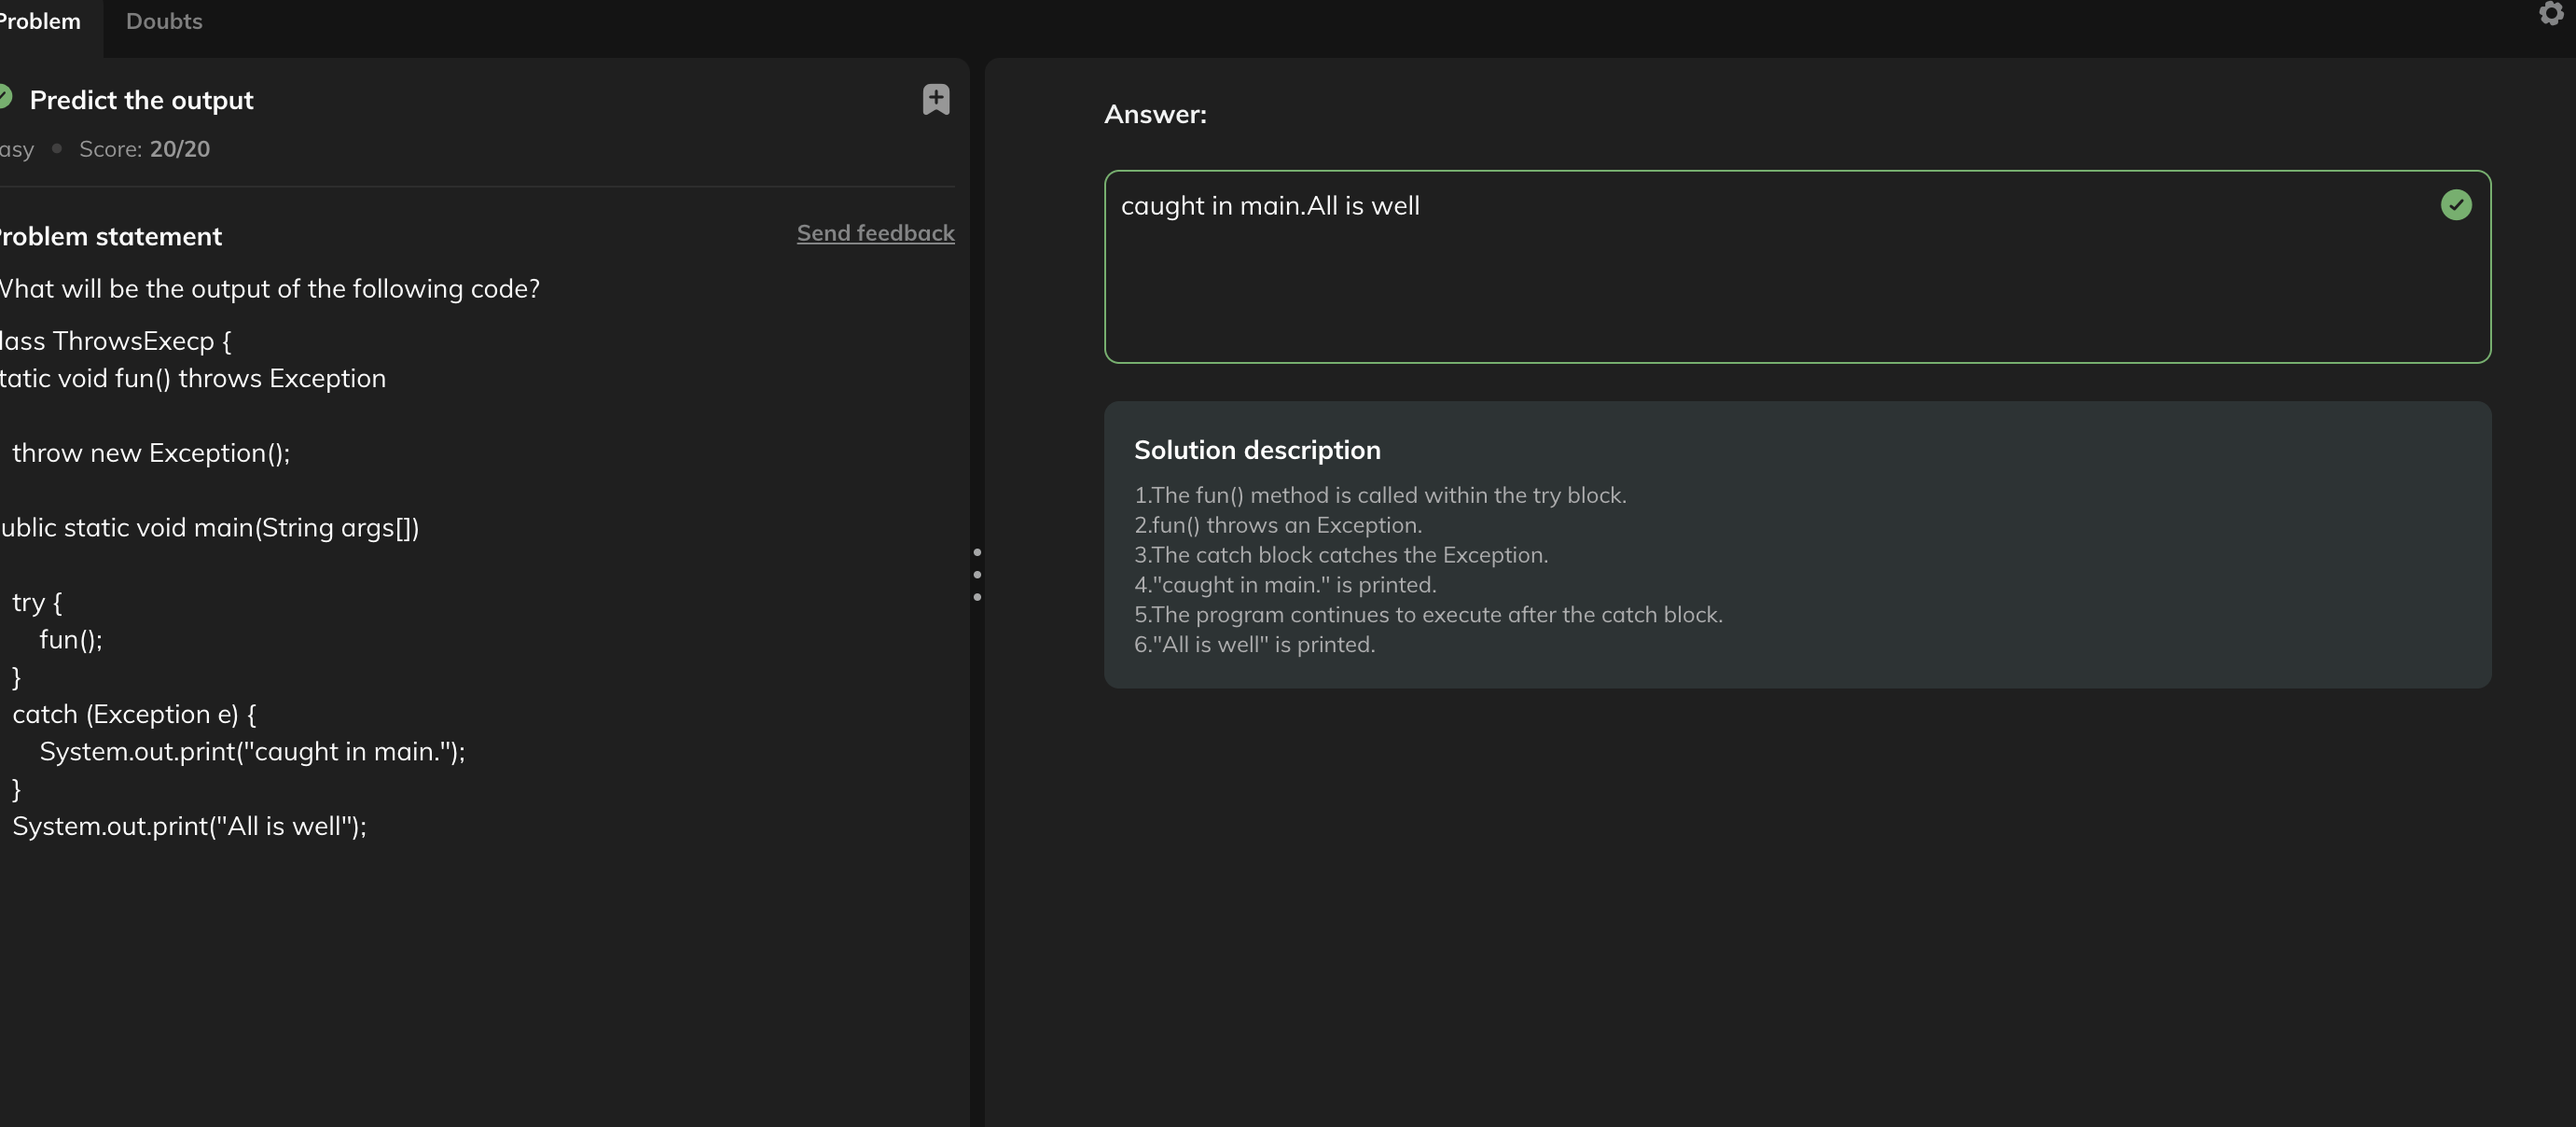 Problem Doubts
Predict the output
asy • Score: 20/20
Problem statement Send feedback
What will be the output of the following code?
lass ThrowsExecp {
tatic void fun() throws Exception
throw new Exception();
ublic static void main(String args[])
try {
fun();
}
catch (Exception e) {
System.out.print("caught in main.");
}
System.out.print("All is well");
Answer:
caught in main.All is well
Solution description
1.The fun() method is called within the try block.
2.fun() throws an Exception.
3.The catch block catches the Exception.
4."caught in main." is printed.
5.The program continues to execute after the catch block.
6."All is well" is printed.